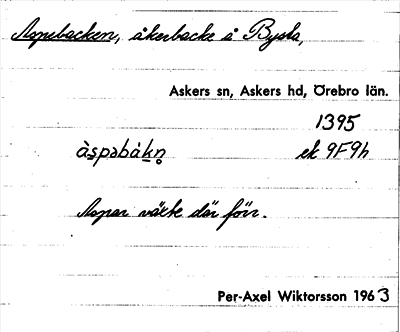 Aspebacken, åkerbacke å Bysta,
Askers sn, Askers hd, Örebro län.
1395
àspəbàkn̥ ek 9F9h
Aspar växte där förr.
Per-Axel Wiktorsson 1963